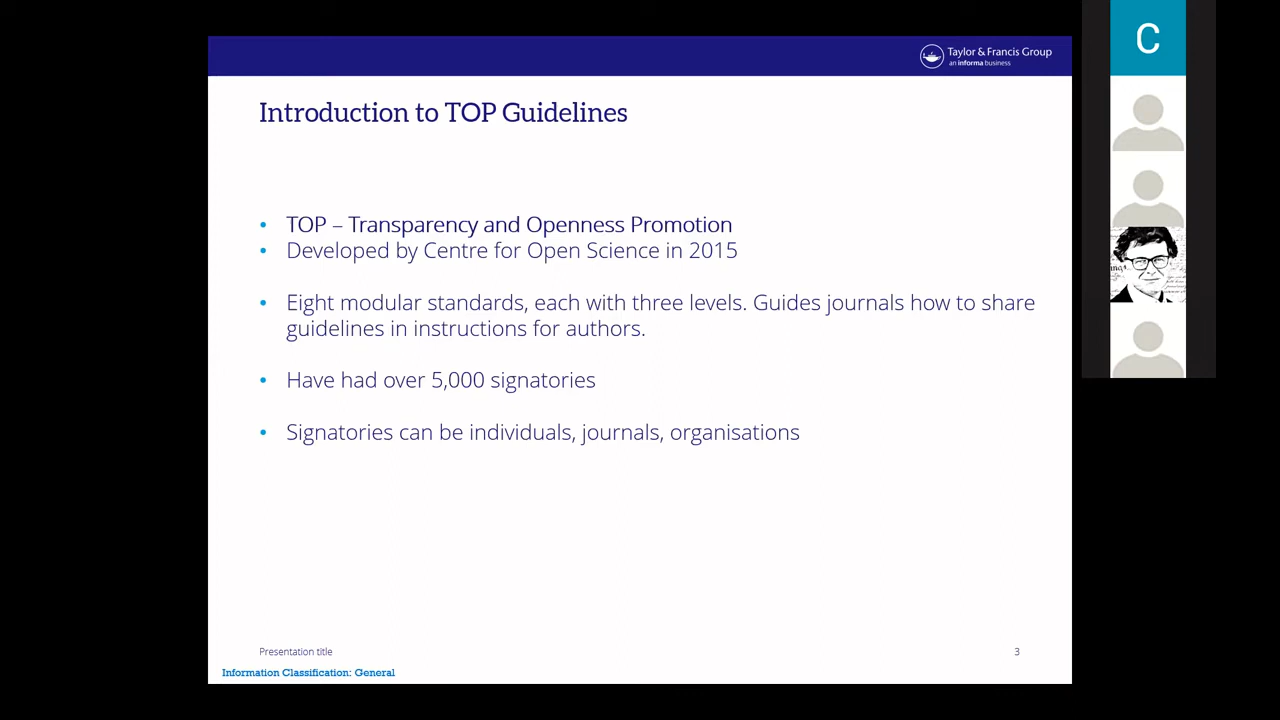 Taylor & Francis Group
an informa business
C
Introduction to TOP Guidelines
• TOP – Transparency and Openness Promotion
• Developed by Centre for Open Science in 2015
• Eight modular standards, each with three levels. Guides journals how to share
guidelines in instructions for authors.
• Have had over 5,000 signatories
• Signatories can be individuals, journals, organisations
Presentation title
3
Information Classification: General